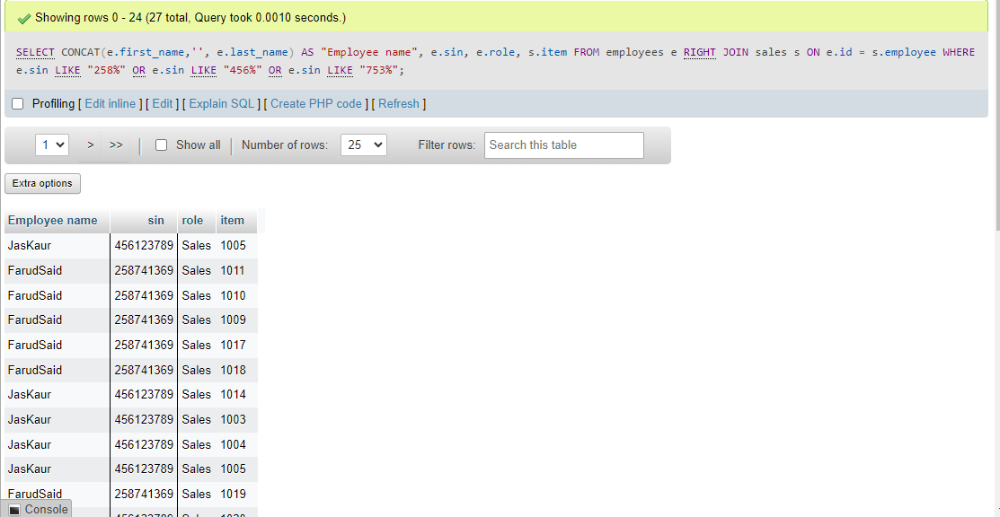 Showing rows 0 - 24 (27 total, Query took 0.0010 seconds.)
SELECT CONCAT(e.first_name,'', e.last_name) AS "Employee name", e.sin, e.role, s.item FROM employees e RIGHT JOIN sales s ON e.id = s.employee WHERE
e.sin LIKE "258%" OR e.sin LIKE "456%" OR e.sin LIKE "753%";
Profiling [ Edit inline ] [ Edit ] [ Explain SQL ] [ Create PHP code ] [ Refresh ]
1 > >> | Show all | Number of rows: 25 Filter rows: Search this table
Extra options
Employee name sin role item
JasKaur 456123789 Sales 1005
FarudSaid 258741369 Sales 1011
FarudSaid 258741369 Sales 1010
FarudSaid 258741369 Sales 1009
FarudSaid 258741369 Sales 1017
FarudSaid 258741369 Sales 1018
JasKaur 456123789 Sales 1014
JasKaur 456123789 Sales 1003
JasKaur 456123789 Sales 1004
JasKaur 456123789 Sales 1005
FarudSaid 258741369 Sales 1019
Console